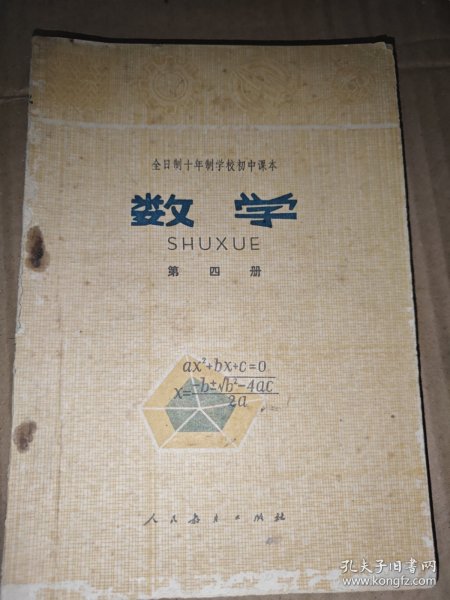 全日制十年制学校初中课本
数学
SHUXUE
第四册
ax²+bx+c=0
x=-b±√b²-4ac
2a
人民教育出版社
孔夫子旧书网
www.kongfz.com